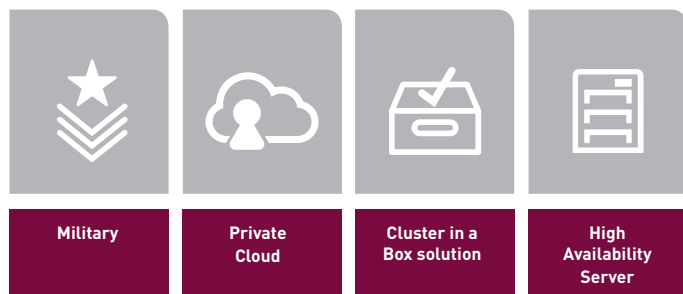 Military
Private
Cloud
Cluster in a
Box solution
High
Availability
Server